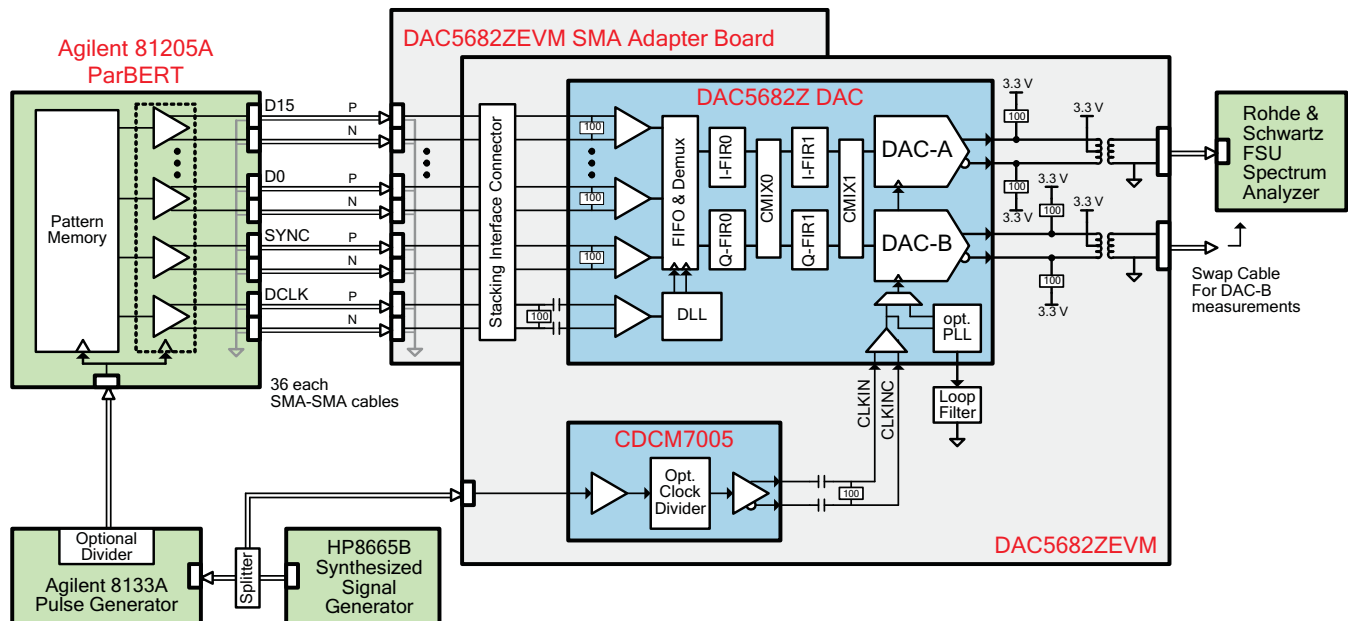 Agilent 81205A
ParBERT
DAC5682ZEVM SMA Adapter Board
DAC5682Z DAC
Pattern
Memory
D15
P
N
D0
P
N
SYNC
P
N
DCLK
P
N
36 each
SMA-SMA cables
Stacking Interface Connector
100
100
100
100
FIFO & Demux
DLL
I-FIR0
Q-FIR0
CMIX0
I-FIR1
Q-FIR1
CMIX1
DAC-A
DAC-B
opt.
PLL
Loop
Filter
CLKIN
CLKINC
3.3 V
100
3.3 V
100
3.3 V
3.3 V
100
3.3 V
100
3.3 V
Rohde &
Schwartz
FSU
Spectrum
Analyzer
Swap Cable
For DAC-B
measurements
CDCM7005
Opt.
Clock
Divider
100
DAC5682ZEVM
Optional
Divider
Agilent 8133A
Pulse Generator
Splitter
HP8665B
Synthesized
Signal
Generator